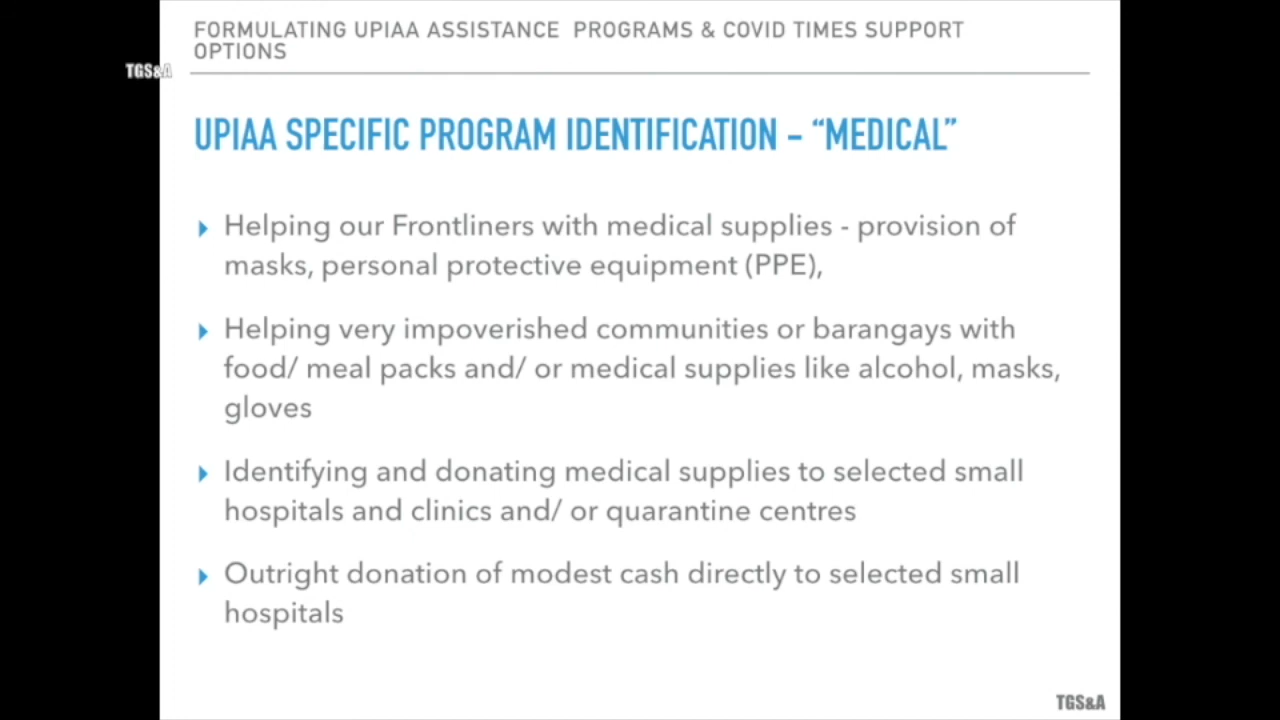 FORMULATING UPIAA ASSISTANCE PROGRAMS & COVID TIMES SUPPORT
OPTIONS
TGS&A
UPIAA SPECIFIC PROGRAM IDENTIFICATION – “MEDICAL”
Helping our Frontliners with medical supplies - provision of
masks, personal protective equipment (PPE),
Helping very impoverished communities or barangays with
food/ meal packs and/ or medical supplies like alcohol, masks,
gloves
Identifying and donating medical supplies to selected small
hospitals and clinics and/ or quarantine centres
Outright donation of modest cash directly to selected small
hospitals
TGS&A